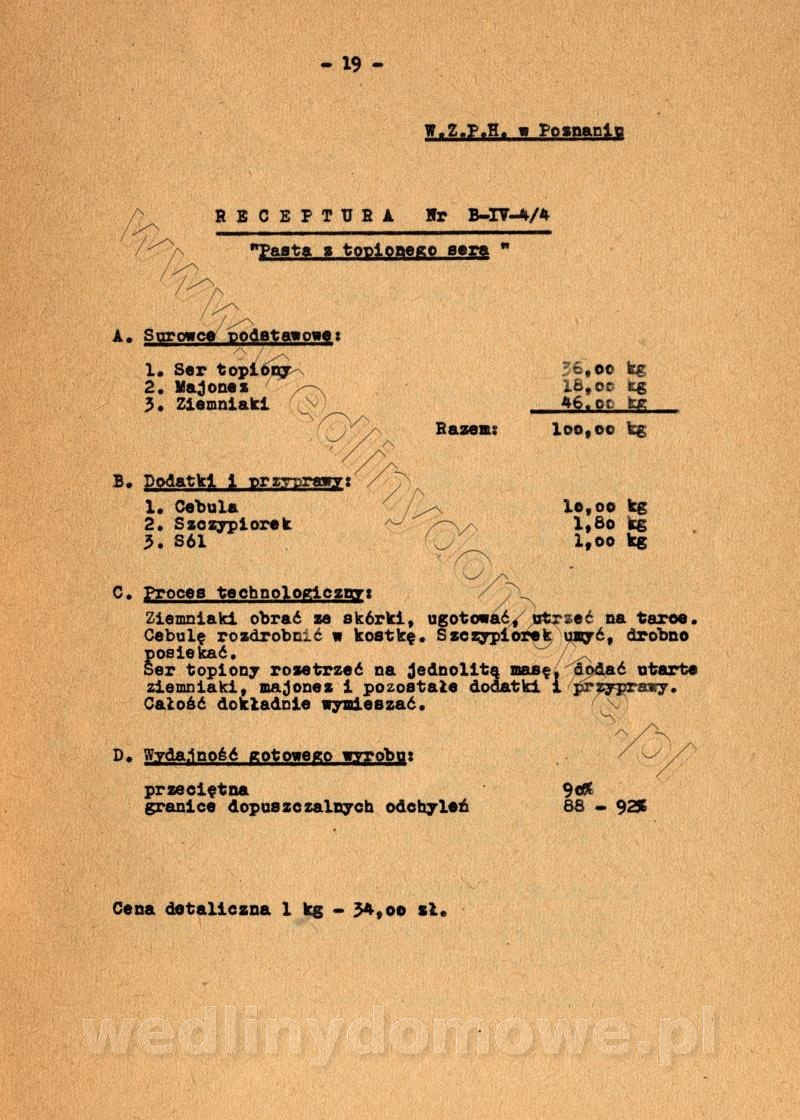 - 19 -
W.Z.P.H. w Poznaniu
RECEPTURA Nr B-IV-4/4
"Pasta z topionego sera "
A. Surowce podstawowe:
1. Ser topiony 36,00 kg
2. Majonez 18,00 kg
3. Ziemniaki 46,00 kg
Razem: 100,00 kg
B. Dodatki i przyprawy:
1. Cebula 10,00 kg
2. Szczypiorek 1,80 kg
3. Sól 1,00 kg
C. Proces technologiczny:
Ziemniaki obrać ze skórki, ugotować, utrzeć na tarce.
Cebulę rozdrobnić w kostkę. Szczypiorek umyć, drobno
posiekać.
Ser topiony rozetrzeć na jednolitą masę, dodać utarte
ziemniaki, majonez i pozostałe dodatki i przyprawy.
Całość dokładnie wymieszać.
D. Wydajność gotowego wyrobu:
przeciętna 90%
granice dopuszczalnych odchyleń 88 - 92%
Cena detaliczna 1 kg - 34,00 zł.
www.wedlinydomowe.pl
wedlinydomowe.pl